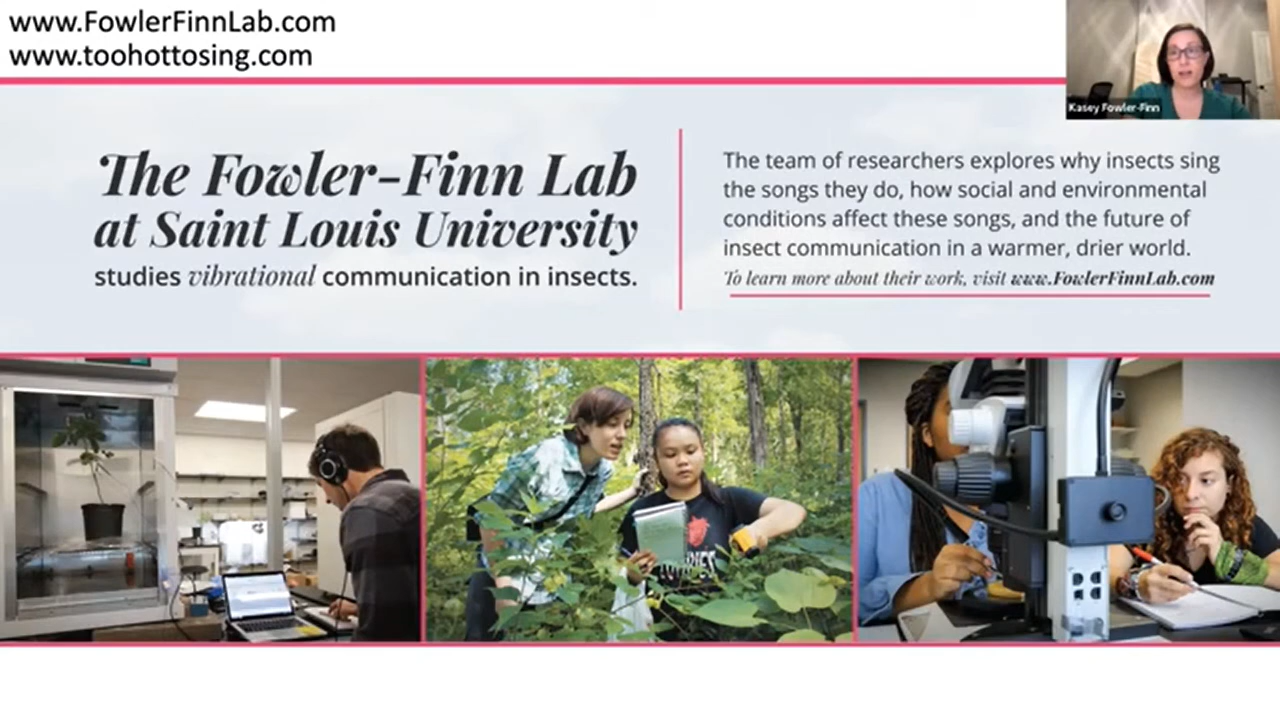 www.FowlerFinnLab.com
www.toohottosing.com
Kasey Fowler-Finn
The Fowler-Finn Lab
at Saint Louis University
studies vibrational communication in insects.
The team of researchers explores why insects sing
the songs they do, how social and environmental
conditions affect these songs, and the future of
insect communication in a warmer, drier world.
To learn more about their work, visit www.FowlerFinnLab.com